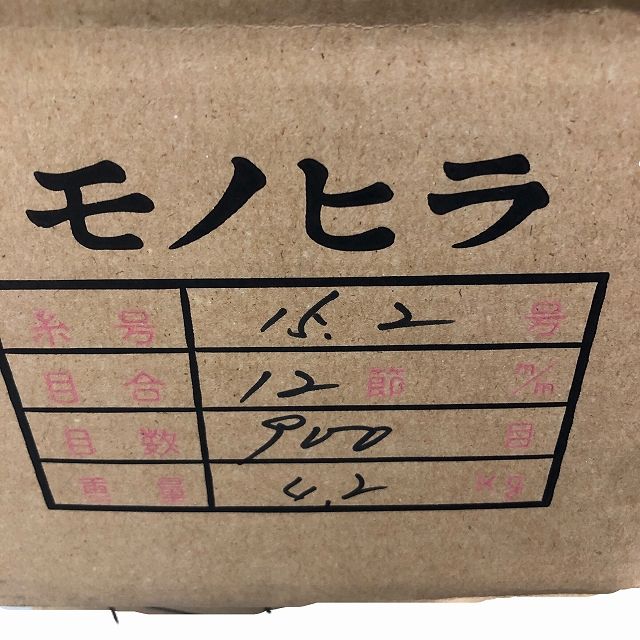 モノヒラ
糸号 15.2 号
目合 12 節 m/m
目数 900 目
重量 4.2 Kg